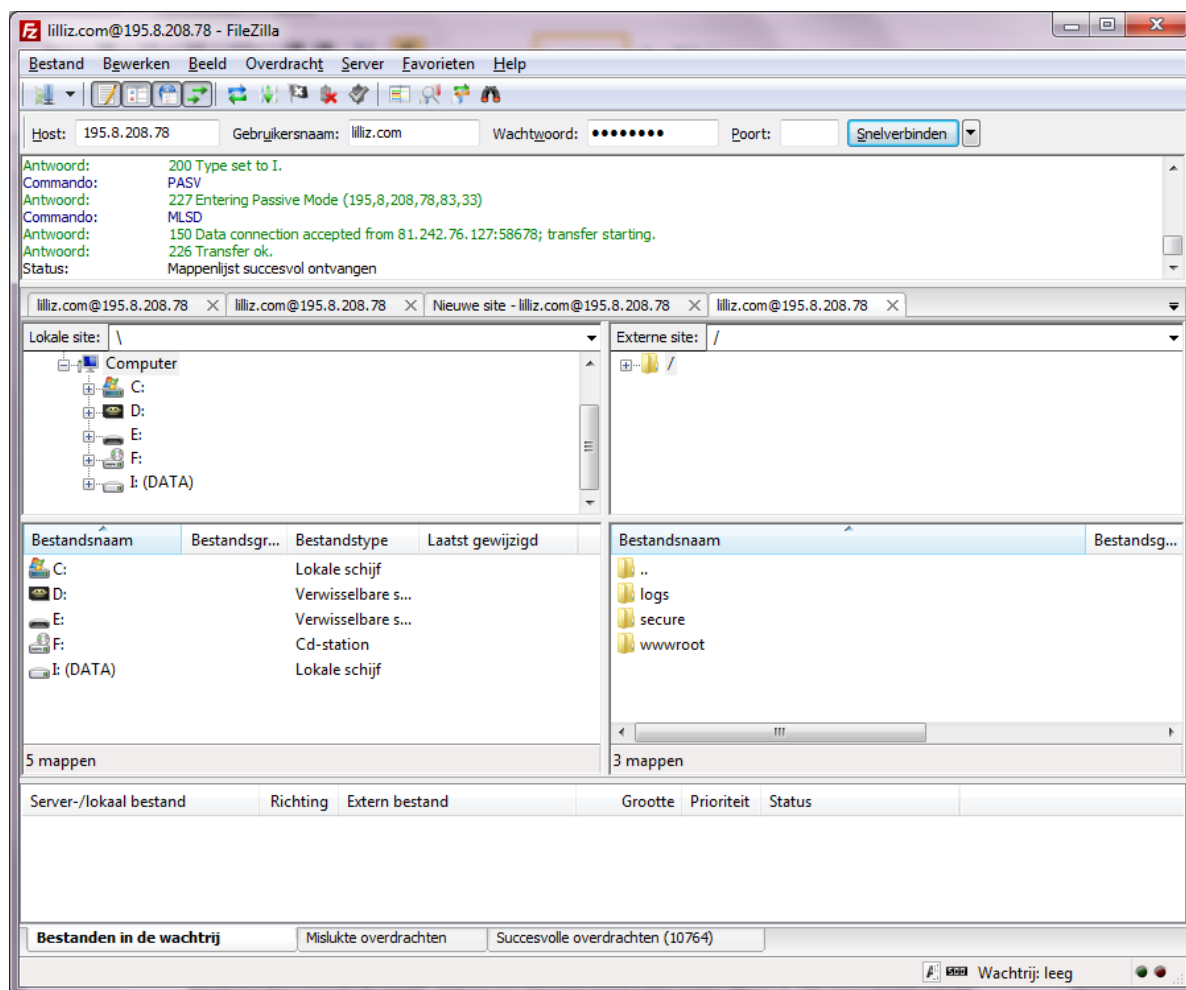 lilliz.com@195.8.208.78 - FileZilla
Bestand Bewerken Beeld Overdracht Server Favorieten Help
Host: 195.8.208.78 Gebruikersnaam: lilliz.com Wachtwoord: ●●●●●●●● Poort: Snelverbinden
Antwoord: 200 Type set to I.
Commando: PASV
Antwoord: 227 Entering Passive Mode (195,8,208,78,83,33)
Commando: MLSD
Antwoord: 150 Data connection accepted from 81.242.76.127:58678; transfer starting.
Antwoord: 226 Transfer ok.
Status: Mappenlijst succesvol ontvangen
lilliz.com@195.8.208.78 lilliz.com@195.8.208.78 Nieuwe site - lilliz.com@195.8.208.78 lilliz.com@195.8.208.78
Lokale site: \
Computer
C:
D:
E:
F:
I: (DATA)
Externe site: /
/
Bestandsnaam Bestandsgr... Bestandstype Laatst gewijzigd
C: Lokale schijf
D: Verwisselbare s...
E: Verwisselbare s...
F: Cd-station
I: (DATA) Lokale schijf
5 mappen
Bestandsnaam Bestandsg...
..
logs
secure
wwwroot
3 mappen
Server-/lokaal bestand Richting Extern bestand Grootte Prioriteit Status
Bestanden in de wachtrij Mislukte overdrachten Succesvolle overdrachten (10764)
Wachtrij: leeg